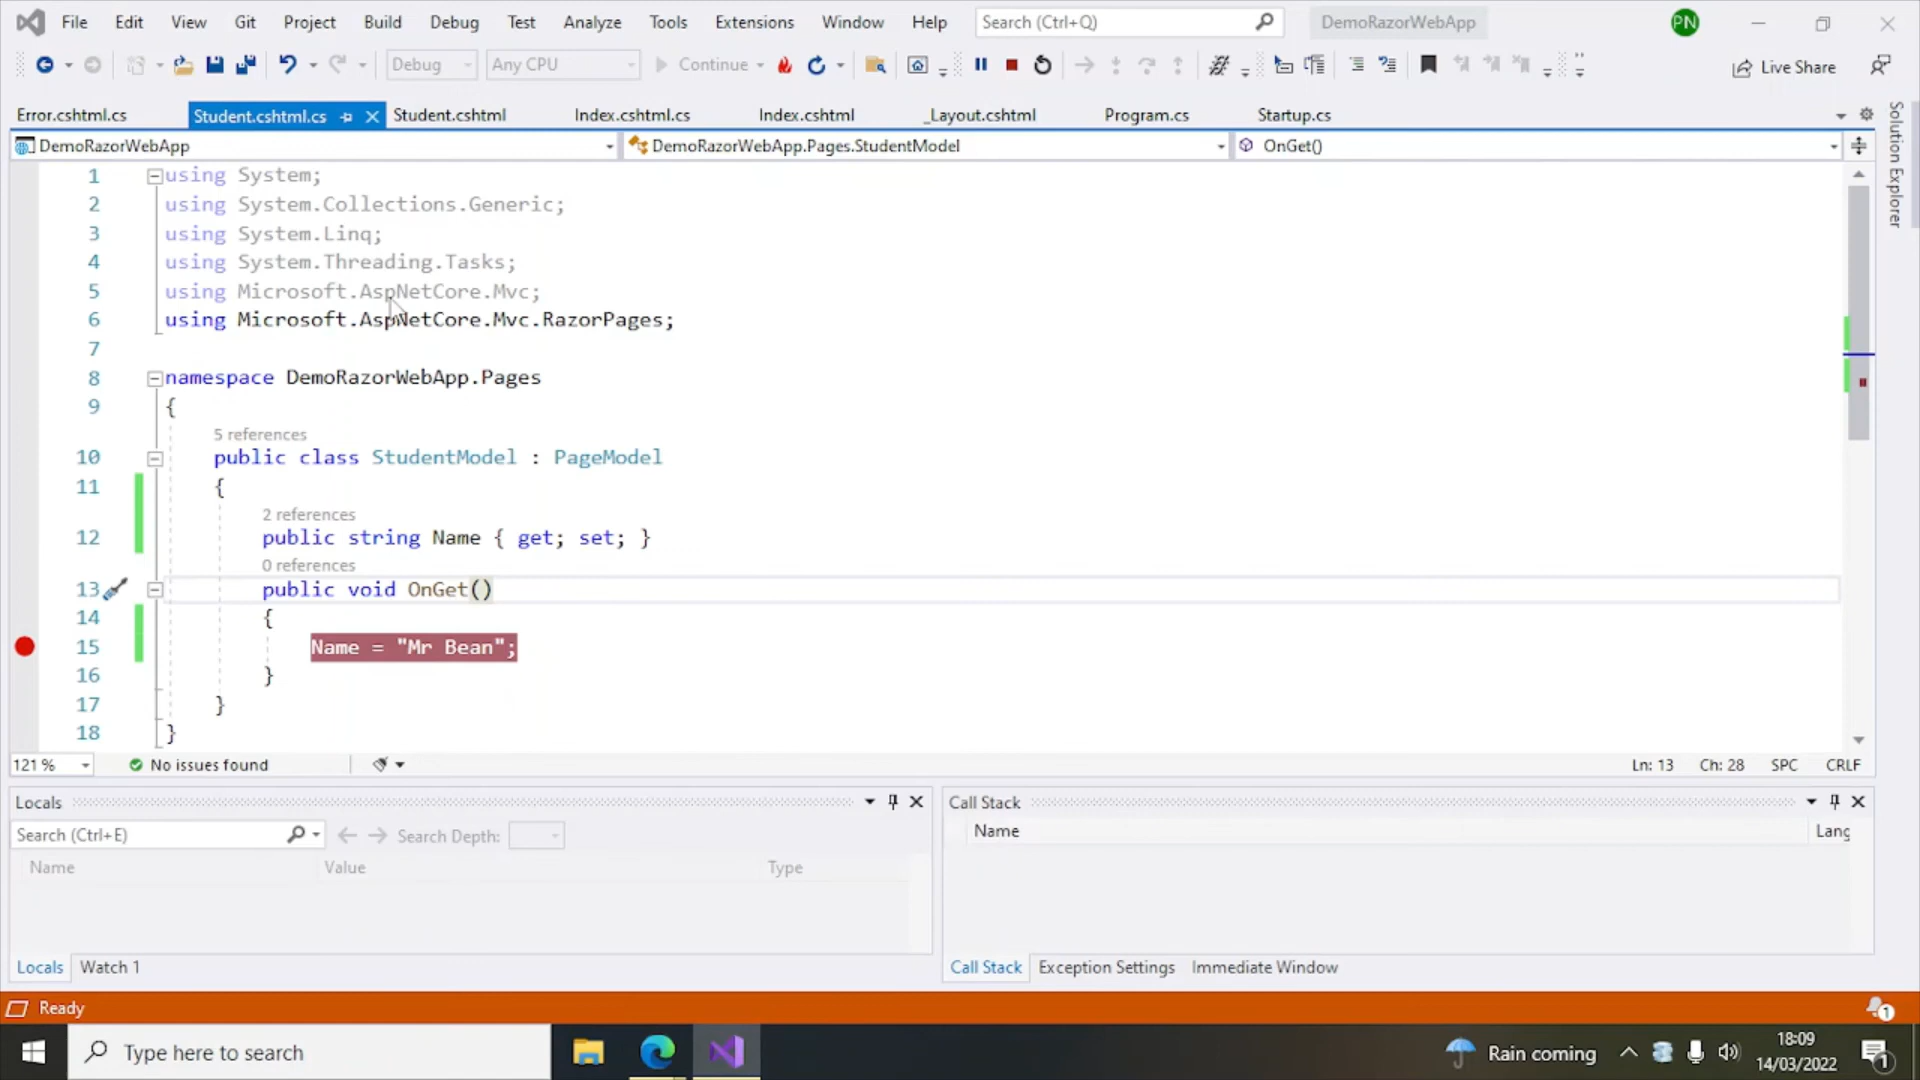 File Edit View Git Project Build Debug Test Analyze Tools Extensions Window Help Search (Ctrl+Q) DemoRazorWebApp PN
Debug Any CPU Continue Live Share
Error.cshtml.cs Student.cshtml.cs Student.cshtml Index.cshtml.cs Index.cshtml _Layout.cshtml Program.cs Startup.cs
DemoRazorWebApp DemoRazorWebApp.Pages.StudentModel OnGet()
Solution Explorer
1 using System;
2 using System.Collections.Generic;
3 using System.Linq;
4 using System.Threading.Tasks;
5 using Microsoft.AspNetCore.Mvc;
6 using Microsoft.AspNetCore.Mvc.RazorPages;
7
8 namespace DemoRazorWebApp.Pages
9 {
5 references
10 public class StudentModel : PageModel
11 {
2 references
12 public string Name { get; set; }
0 references
13 public void OnGet()
14 {
15 Name = "Mr Bean";
16 }
17 }
18 }
121 % No issues found Ln: 13 Ch: 28 SPC CRLF
Locals
Search (Ctrl+E) Search Depth:
Name Value Type
Locals Watch 1
Call Stack
Name Lang
Call Stack Exception Settings Immediate Window
Ready 1
Type here to search Rain coming 18:09
14/03/2022 1